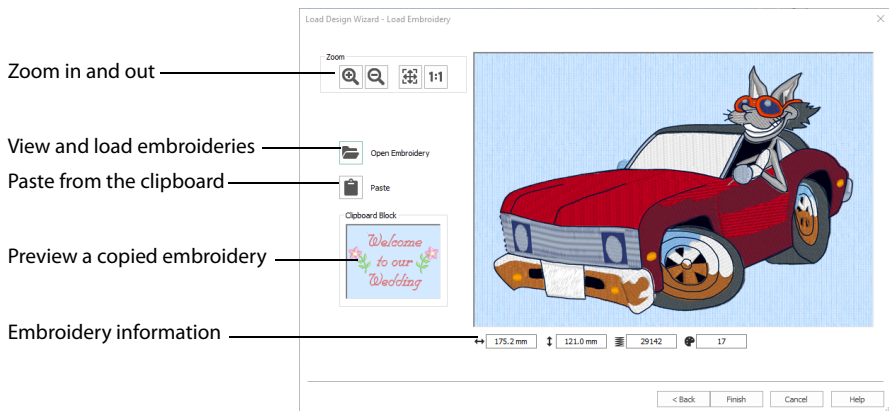 Load Design Wizard - Load Embroidery
Zoom
Zoom in and out
1:1
View and load embroideries
Open Embroidery
Paste from the clipboard
Paste
Clipboard Block
Preview a copied embroidery
Welcome
to our
Wedding
Embroidery information
175.2 mm 121.0 mm 29142 17
< Back Finish Cancel Help